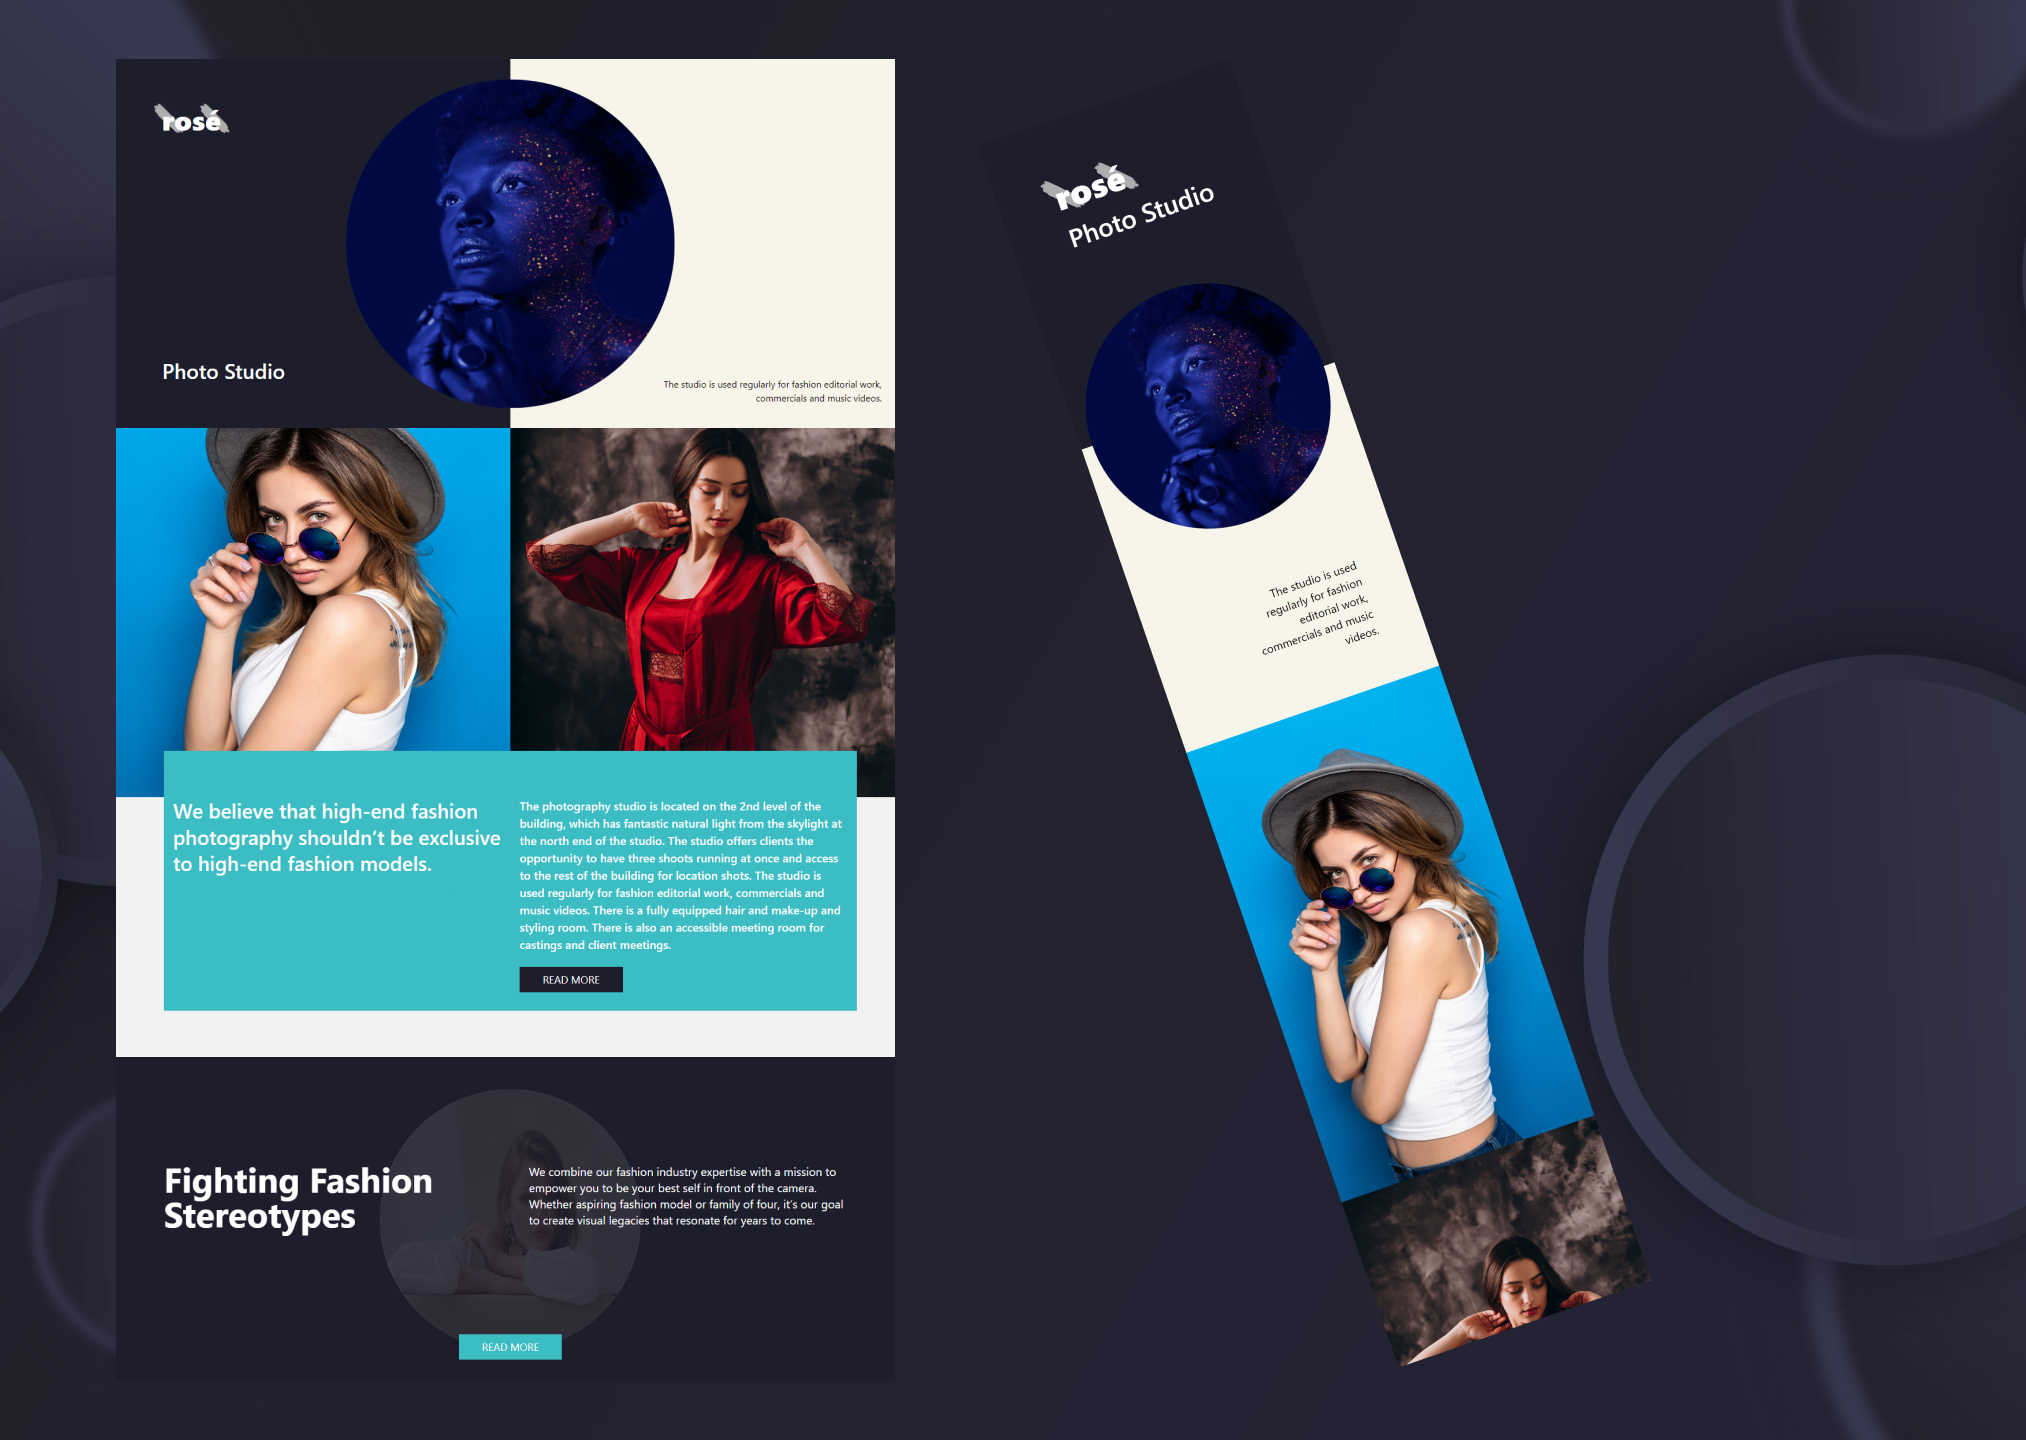 rosé
Photo Studio
The studio is used regularly for fashion editorial work,
commercials and music videos.
We believe that high-end fashion
photography shouldn’t be exclusive
to high-end fashion models.
The photography studio is located on the 2nd level of the
building, which has fantastic natural light from the skylight at
the north end of the studio. The studio offers clients the
opportunity to have three shoots running at once and access
to the rest of the building for location shots. The studio is
used regularly for fashion editorial work, commercials and
music videos. There is a fully equipped hair and make-up and
styling room. There is also an accessible meeting room for
castings and client meetings.
READ MORE
Fighting Fashion
Stereotypes
We combine our fashion industry expertise with a mission to
empower you to be your best self in front of the camera.
Whether aspiring fashion model or family of four, it’s our goal
to create visual legacies that resonate for years to come.
READ MORE
rosé
Photo Studio
The studio is used
regularly for fashion
editorial work,
commercials and music
videos.